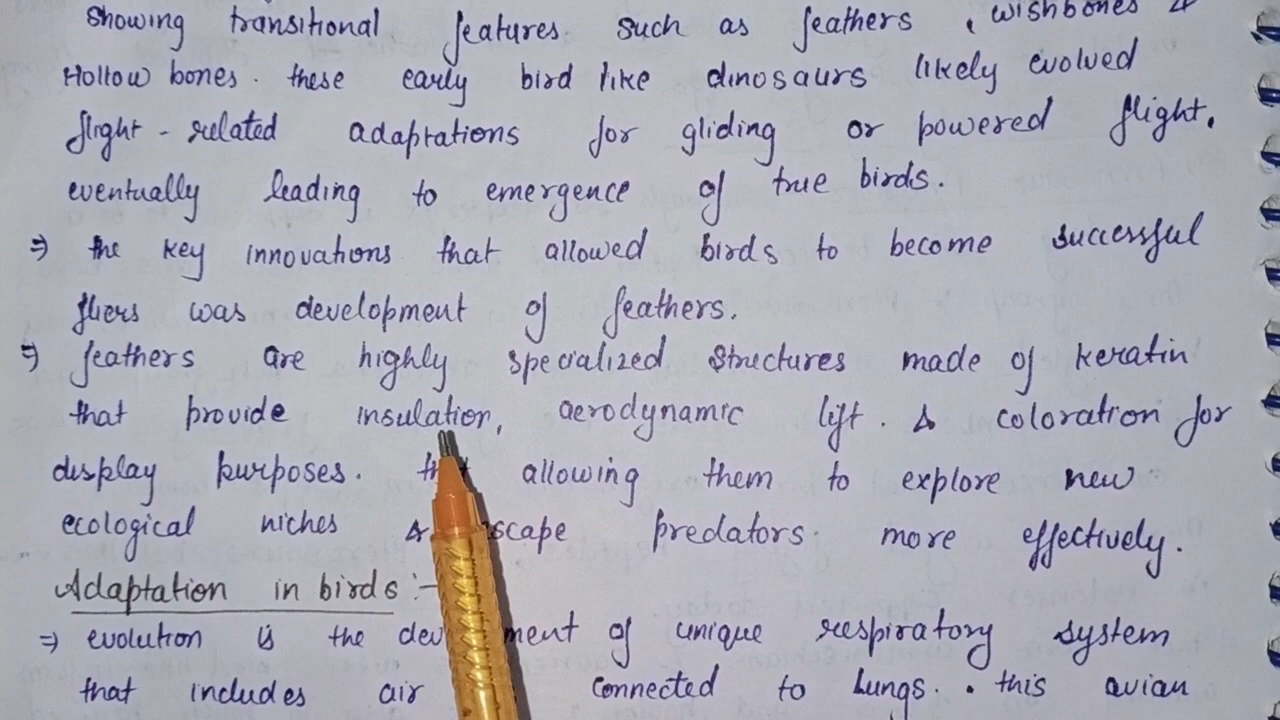 showing transitional features such as feathers, wishbones &
Hollow bones. these early bird like dinosaurs likely evolved
flight-related adaptations for gliding or powered flight.
eventually leading to emergence of true birds.
⇒ the key innovations that allowed birds to become successful
fliers was development of feathers.
⇒ feathers are highly specialized structures made of keratin
that provide insulation, aerodynamic lift. & coloration for
display purposes. allowing them to explore new
ecological niches & predators. more effectively.
Adaptation in birds :-
⇒ evolution is the of unique respiratory system
that includes air connected to lungs. this avian